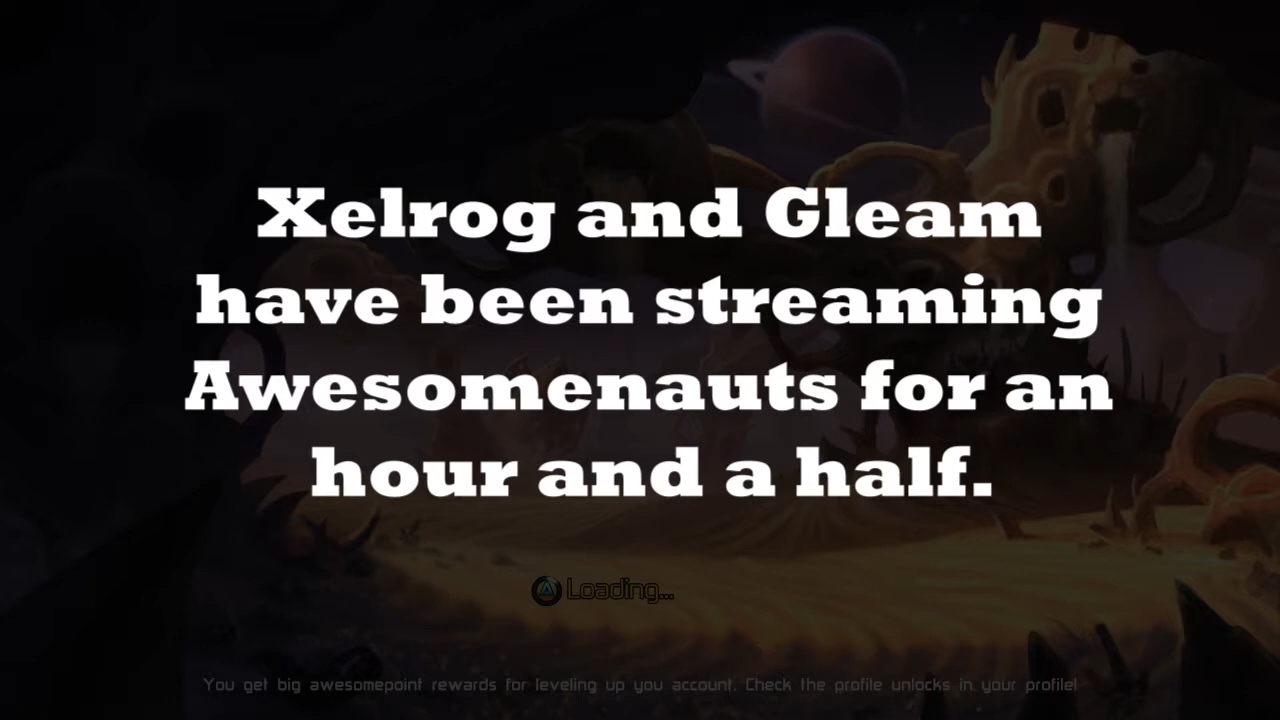 Xelrog and Gleam
have been streaming
Awesomenauts for an
hour and a half.
Loading...
You get big awesomepoint rewards for leveling up you account. Check the profile unlocks in your profile!